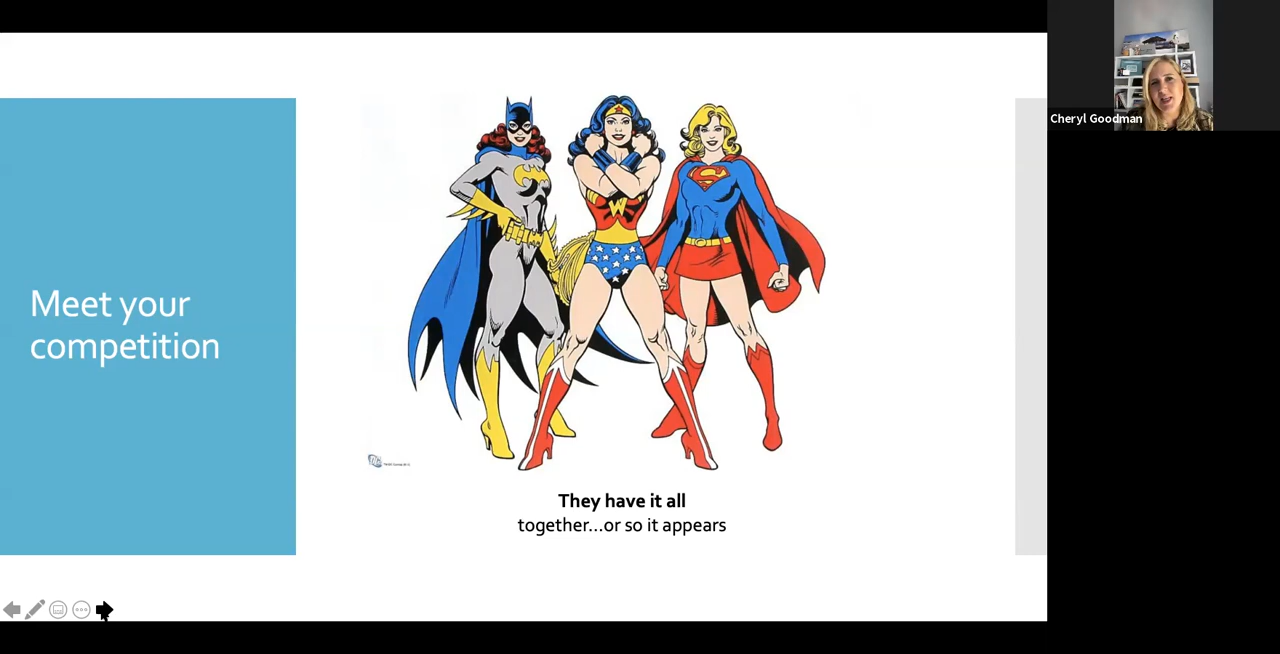 Meet your
competition
They have it all
together...or so it appears
Cheryl Goodman